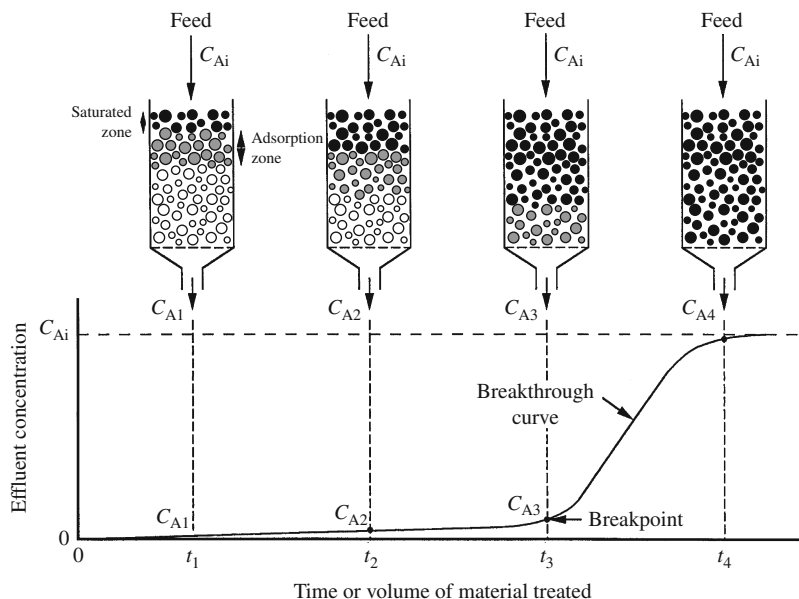 Feed Feed Feed Feed
C_Ai C_Ai C_Ai C_Ai
Saturated
zone
Adsorption
zone
C_A1 C_A2 C_A3 C_A4
C_Ai
Breakthrough
curve
Effluent concentration
C_A1 C_A2 C_A3
Breakpoint
0
0 t_1 t_2 t_3 t_4
Time or volume of material treated